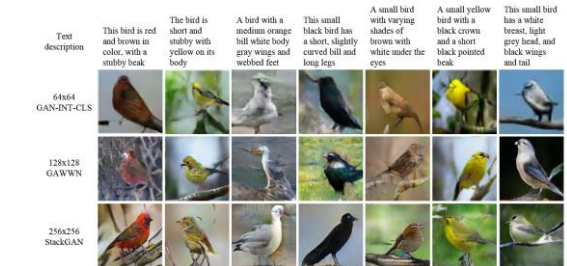 Text
description
This bird is red
and brown in
color, with a
stubby beak
The bird is
short and
stubby with
yellow on its
body
A bird with a
medium orange
bill white body
gray wings and
webbed feet
This small
black bird has
a short, slightly
curved bill and
long legs
A small bird
with varying
shades of
brown with
white under the
eyes
A small yellow
bird with a
black crown
and a short
black pointed
beak
This small bird
has a white
breast, light
grey head, and
black wings
and tail
64x64
GAN-INT-CLS
128x128
GAWWN
256x256
StackGAN